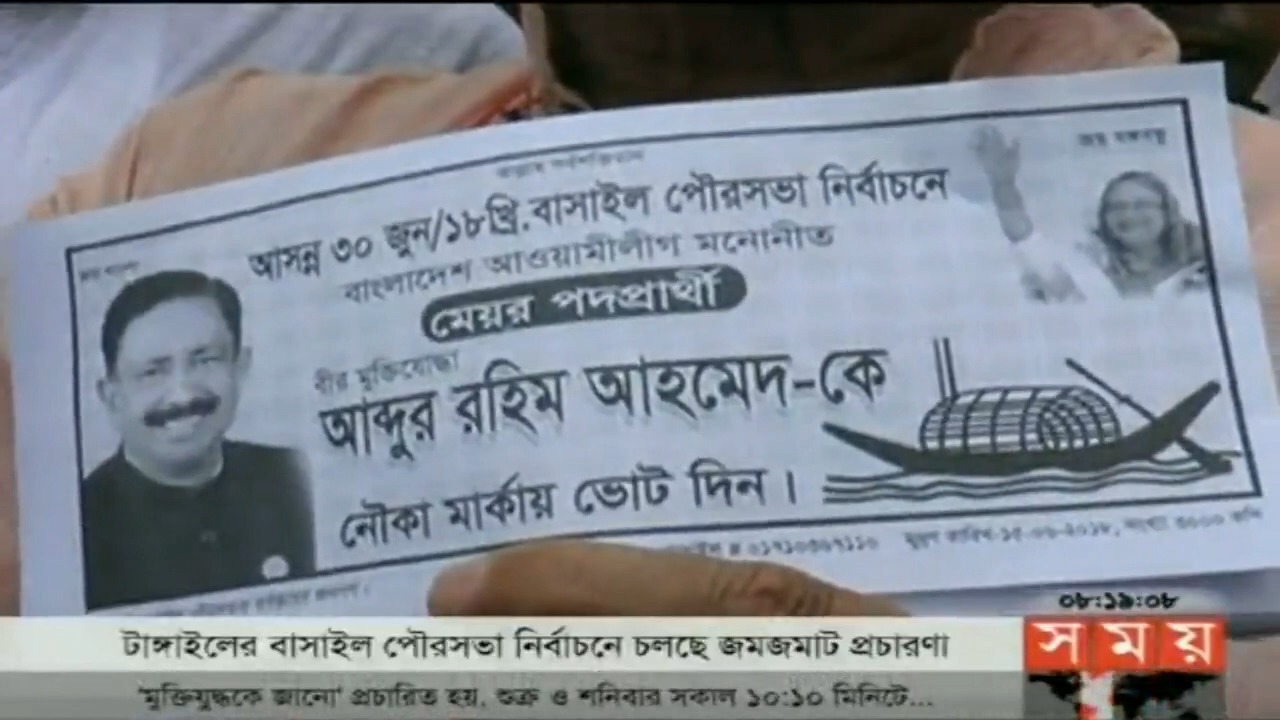 জয় বঙ্গবন্ধু
আসন্ন ৩০ জুন/১৮খ্রি. বাসাইল পৌরসভা নির্বাচনে
বাংলাদেশ আওয়ামীলীগ মনোনীত
মেয়র পদপ্রার্থী
বীর মুক্তিযোদ্ধা
আব্দুর রহিম আহমেদ-কে
নৌকা মার্কায় ভোট দিন।
০৮:১৯:০৮
সময়
টাঙ্গাইলের বাসাইল পৌরসভা নির্বাচনে চলছে জমজমাট প্রচারণা
'মুক্তিযুদ্ধকে জানো' প্রচারিত হয়, শুক্র ও শনিবার সকাল ১০:১০ মিনিটে...